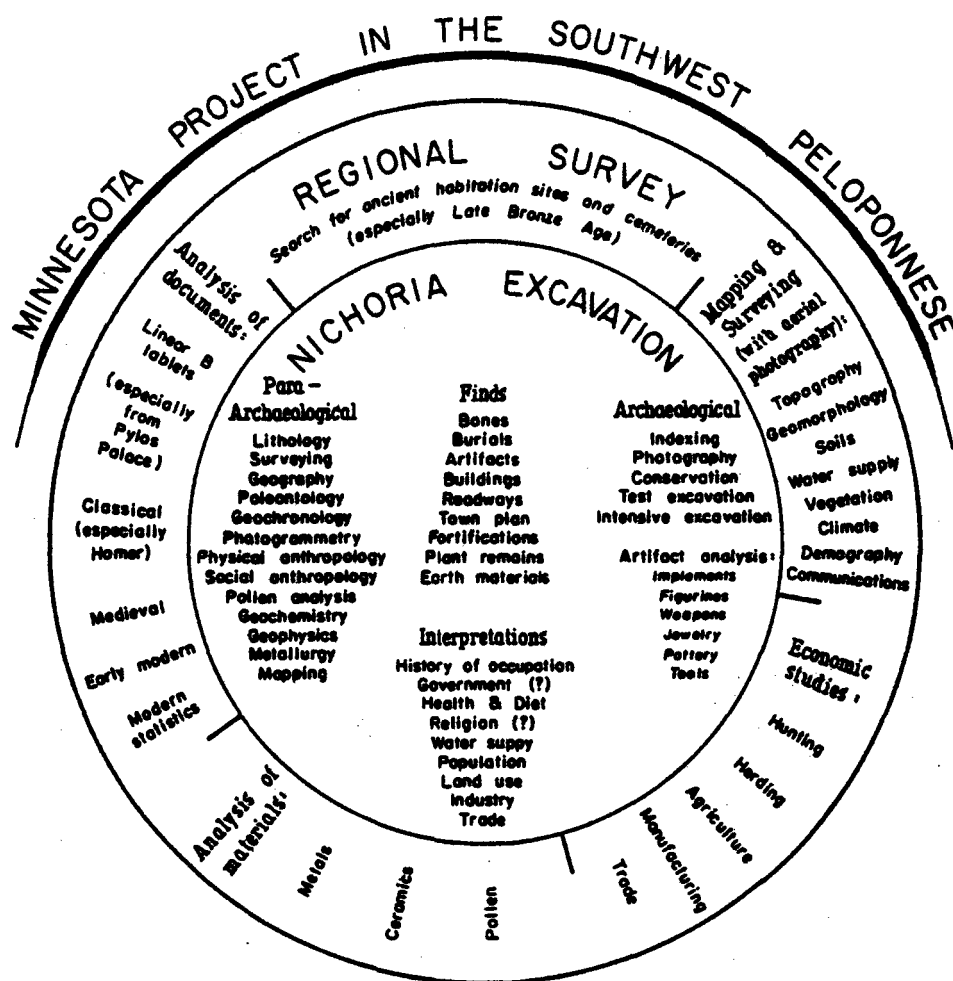 MINNESOTA PROJECT IN THE SOUTHWEST PELOPONNESE
REGIONAL SURVEY
Search for ancient habitation sites and cemeteries
(especially Late Bronze Age)
Analysis of
documents:
Linear B
tablets
(especially
from
Pylos
Palace)
Classical
(especially
Homer)
Medieval
Early modern
Modern
statistics
Analysis of
materials:
Metals
Ceramics
Pollen
Mapping &
Surveying
(with aerial
photography):
Topography
Geomorphology
Soils
Water supply
Vegetation
Climate
Demography
Communications
Economic
studies:
Hunting
Herding
Agriculture
Manufacturing
Trade
NICHORIA EXCAVATION
Para-
Archaeological
Lithology
Surveying
Geography
Paleontology
Geochronology
Photogrammetry
Physical anthropology
Social anthropology
Pollen analysis
Geochemistry
Geophysics
Metallurgy
Mapping
Finds
Bones
Burials
Artifacts
Buildings
Roadways
Town plan
Fortifications
Plant remains
Earth materials
Interpretations
History of occupation
Government (?)
Health & Diet
Religion (?)
Water suppy
Population
Land use
Industry
Trade
Archaeological
Indexing
Photography
Conservation
Test excavation
Intensive excavation
Artifact analysis:
Implements
Figurines
Weapons
Jewelry
Pottery
Tools